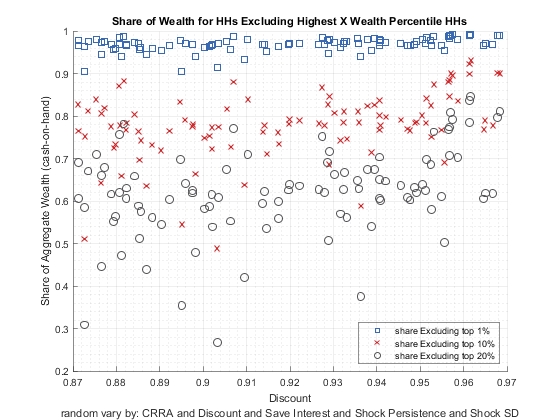 Share of Wealth for HHs Excluding Highest X Wealth Percentile HHs
Share of Aggregate Wealth (cash-on-hand)
1
0.9
0.8
0.7
0.6
0.5
0.4
0.3
0.2
share Excluding top 1%
share Excluding top 10%
share Excluding top 20%
0.87 0.88 0.89 0.9 0.91 0.92 0.93 0.94 0.95 0.96 0.97
Discount
random vary by: CRRA and Discount and Save Interest and Shock Persistence and Shock SD